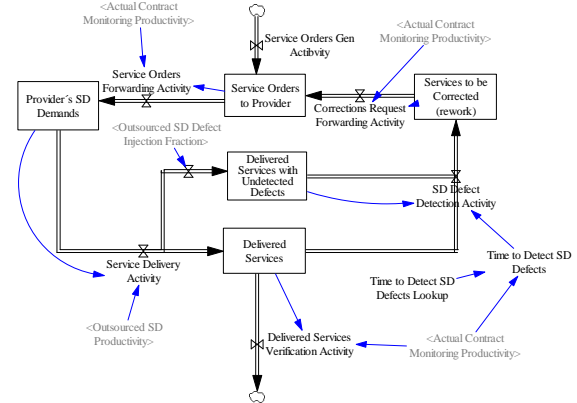 <Actual Contract
Monitoring Productivity>
Service Orders Gen
Actibvity
<Actual Contract
Monitoring Productivity>
Service Orders
Forwarding Activity
Provider´s SD
Demands
Service Orders
to Provider
Services to be
Corrected
(rework)
Corrections Request
Forwarding Activity
<Outsourced SD Defect
Injection Fraction>
Delivered
Services with
Undetected
Defects
SD Defect
Detection Activity
Delivered
Services
Service Delivery
Activity
Time to Detect SD
Defects
Time to Detect SD
Defects Lookup
<Outsourced SD
Productivity>
Delivered Services
Verification Activity
<Actual Contract
Monitoring Productivity>